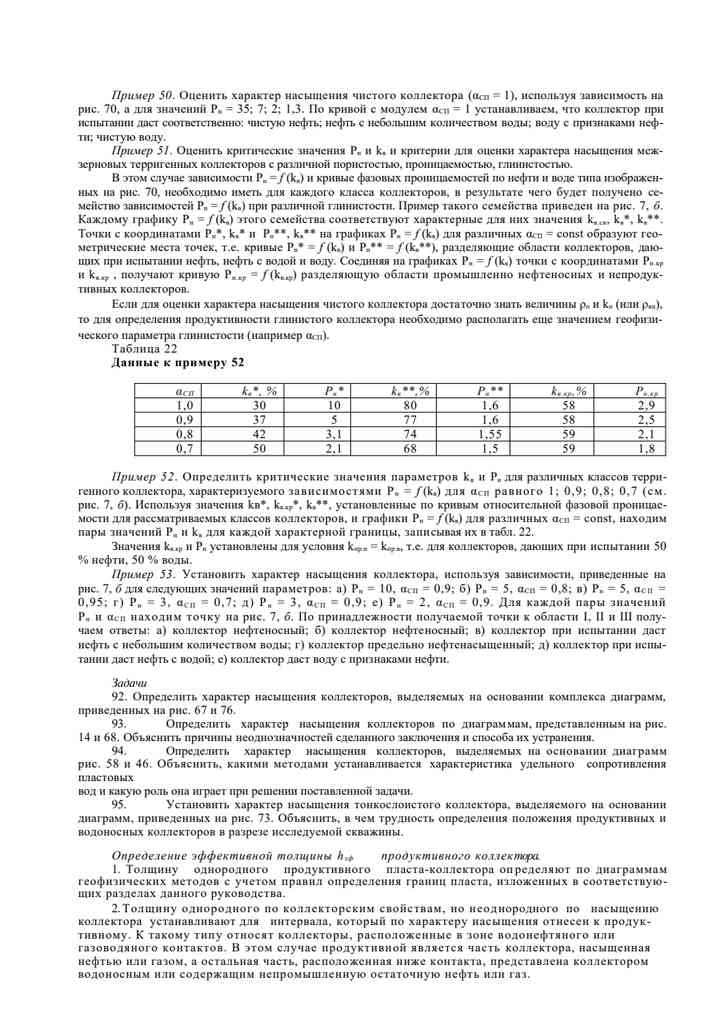 Пример 50. Оценить характер насыщения чистого коллектора (αСП = 1), используя зависимость на
рис. 70, а для значений Рн = 35; 7; 2; 1,3. По кривой с модулем αСП = 1 устанавливаем, что коллектор при
испытании даст соответственно: чистую нефть; нефть с небольшим количеством воды; воду с признаками неф-
ти; чистую воду.
Пример 51. Оценить критические значения Рн и kв и критерии для оценки характера насыщения меж-
зерновых терригенных коллекторов с различной пористостью, проницаемостью, глинистостью.
В этом случае зависимости Рн = f (kв) и кривые фазовых проницаемостей по нефти и воде типа изображен-
ных на рис. 70, необходимо иметь для каждого класса коллекторов, в результате чего будет получено се-
мейство зависимостей Рн = f (kв) при различной глинистости. Пример такого семейства приведен на рис. 7, б.
Каждому графику Рн = f (kв) этого семейства соответствуют характерные для них значения kв.св, kв*, kв**.
Точки с координатами Рн*, kв* и Рн**, kв** на графиках Рн = f (kв) для различных αСП = const образуют гео-
метрические места точек, т.е. кривые Рн* = f (kв) и Рн** = f (kв**), разделяющие области коллекторов, даю-
щих при испытании нефть, нефть с водой и воду. Соединяя на графиках Рн = f (kв) точки с координатами Рн.кр
и kв.кр , получают кривую Рн.кр = f (kв.кр) разделяющую области промышленно нефтеносных и непродук-
тивных коллекторов.
Если для оценки характера насыщения чистого коллектора достаточно знать величины ρп и kп (или ρвп),
то для определения продуктивности глинистого коллектора необходимо располагать еще значением геофизи-
ческого параметра глинистости (например αСП).
Таблица 22
Данные к примеру 52
αСП kв*, % Рн* kв**,% Рн** kв.кр,% Рн.кр
1,0 30 10 80 1,6 58 2,9
0,9 37 5 77 1,6 58 2,5
0,8 42 3,1 74 1,55 59 2,1
0,7 50 2,1 68 1,5 59 1,8
Пример 52. Определить критические значения параметров kв и Рн для различных классов терри-
генного коллектора, характеризуемого зависимостями Рн = f (kв) для αСП равного 1; 0,9; 0,8; 0,7 (см.
рис. 7, б). Используя значения kв*, kв.кр*, kв**, установленные по кривым относительной фазовой проницае-
мости для рассматриваемых классов коллекторов, и графики Рн = f (kв) для различных αСП = const, находим
пары значений Рн и kв для каждой характерной границы, записывая их в табл. 22.
Значения kв.кр и Рн установлены для условия kпр.н = kпр.в, т.е. для коллекторов, дающих при испытании 50
% нефти, 50 % воды.
Пример 53. Установить характер насыщения коллектора, используя зависимости, приведенные на
рис. 7, б для следующих значений параметров: а) Рн = 10, αСП = 0,9; б) Рн = 5, αСП = 0,8; в) Рн = 5, αСП =
0,95; г) Рн = 3, αСП = 0,7; д) Рн = 3, αСП = 0,9; е) Рн = 2, αСП = 0,9. Для каждой пары значений
Рн и αСП находим точку на рис. 7, б. По принадлежности получаемой точки к области I, II и III полу-
чаем ответы: а) коллектор нефтеносный; б) коллектор нефтеносный; в) коллектор при испытании даст
нефть с небольшим количеством воды; г) коллектор предельно нефтенасыщенный; д) коллектор при испы-
тании даст нефть с водой; е) коллектор даст воду с признаками нефти.
Задачи
92. Определить характер насыщения коллекторов, выделяемых на основании комплекса диаграмм,
приведенных на рис. 67 и 76.
93. Определить характер насыщения коллекторов по диаграммам, представленным на рис.
14 и 68. Объяснить причины неоднозначностей сделанного заключения и способа их устранения.
94. Определить характер насыщения коллекторов, выделяемых на основании диаграмм
рис. 58 и 46. Объяснить, какими методами устанавливается характеристика удельного сопротивления
пластовых
вод и какую роль она играет при решении поставленной задачи.
95. Установить характер насыщения тонкослоистого коллектора, выделяемого на основании
диаграмм, приведенных на рис. 73. Объяснить, в чем трудность определения положения продуктивных и
водоносных коллекторов в разрезе исследуемой скважины.
Определение эффективной толщины hэф продуктивного коллектора.
1. Толщину однородного продуктивного пласта-коллектора определяют по диаграммам
геофизических методов с учетом правил определения границ пласта, изложенных в соответствую-
щих разделах данного руководства.
2. Толщину однородного по коллекторским свойствам, но неоднородного по насыщению
коллектора устанавливают для интервала, который по характеру насыщения отнесен к продук-
тивному. К такому типу относят коллекторы, расположенные в зоне водонефтяного или
газоводяного контактов. В этом случае продуктивной является часть коллектора, насыщенная
нефтью или газом, а остальная часть, расположенная ниже контакта, представлена коллектором
водоносным или содержащим непромышленную остаточную нефть или газ.